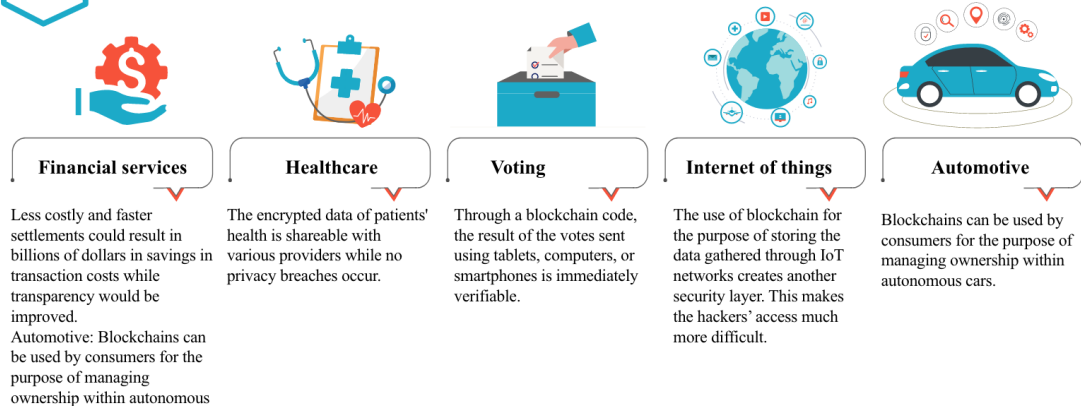 Financial services
Less costly and faster
settlements could result in
billions of dollars in savings in
transaction costs while
transparency would be
improved.
Automotive: Blockchains can
be used by consumers for the
purpose of managing
ownership within autonomous
Healthcare
The encrypted data of patients'
health is shareable with
various providers while no
privacy breaches occur.
Voting
Through a blockchain code,
the result of the votes sent
using tablets, computers, or
smartphones is immediately
verifiable.
Internet of things
The use of blockchain for
the purpose of storing the
data gathered through IoT
networks creates another
security layer. This makes
the hackers’ access much
more difficult.
Automotive
Blockchains can be used by
consumers for the purpose of
managing ownership within
autonomous cars.